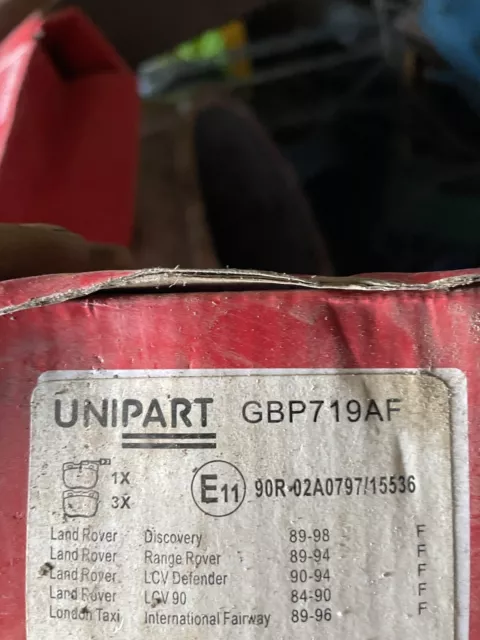 UNIPART GBP719AF
1X
3X
E11 90R-02A0797/15536
Land Rover Discovery 89-98 F
Land Rover Range Rover 89-94 F
Land Rover LCV Defender 90-94 F
Land Rover LCV 90 84-90 F
London Taxi International Fairway 89-96 F